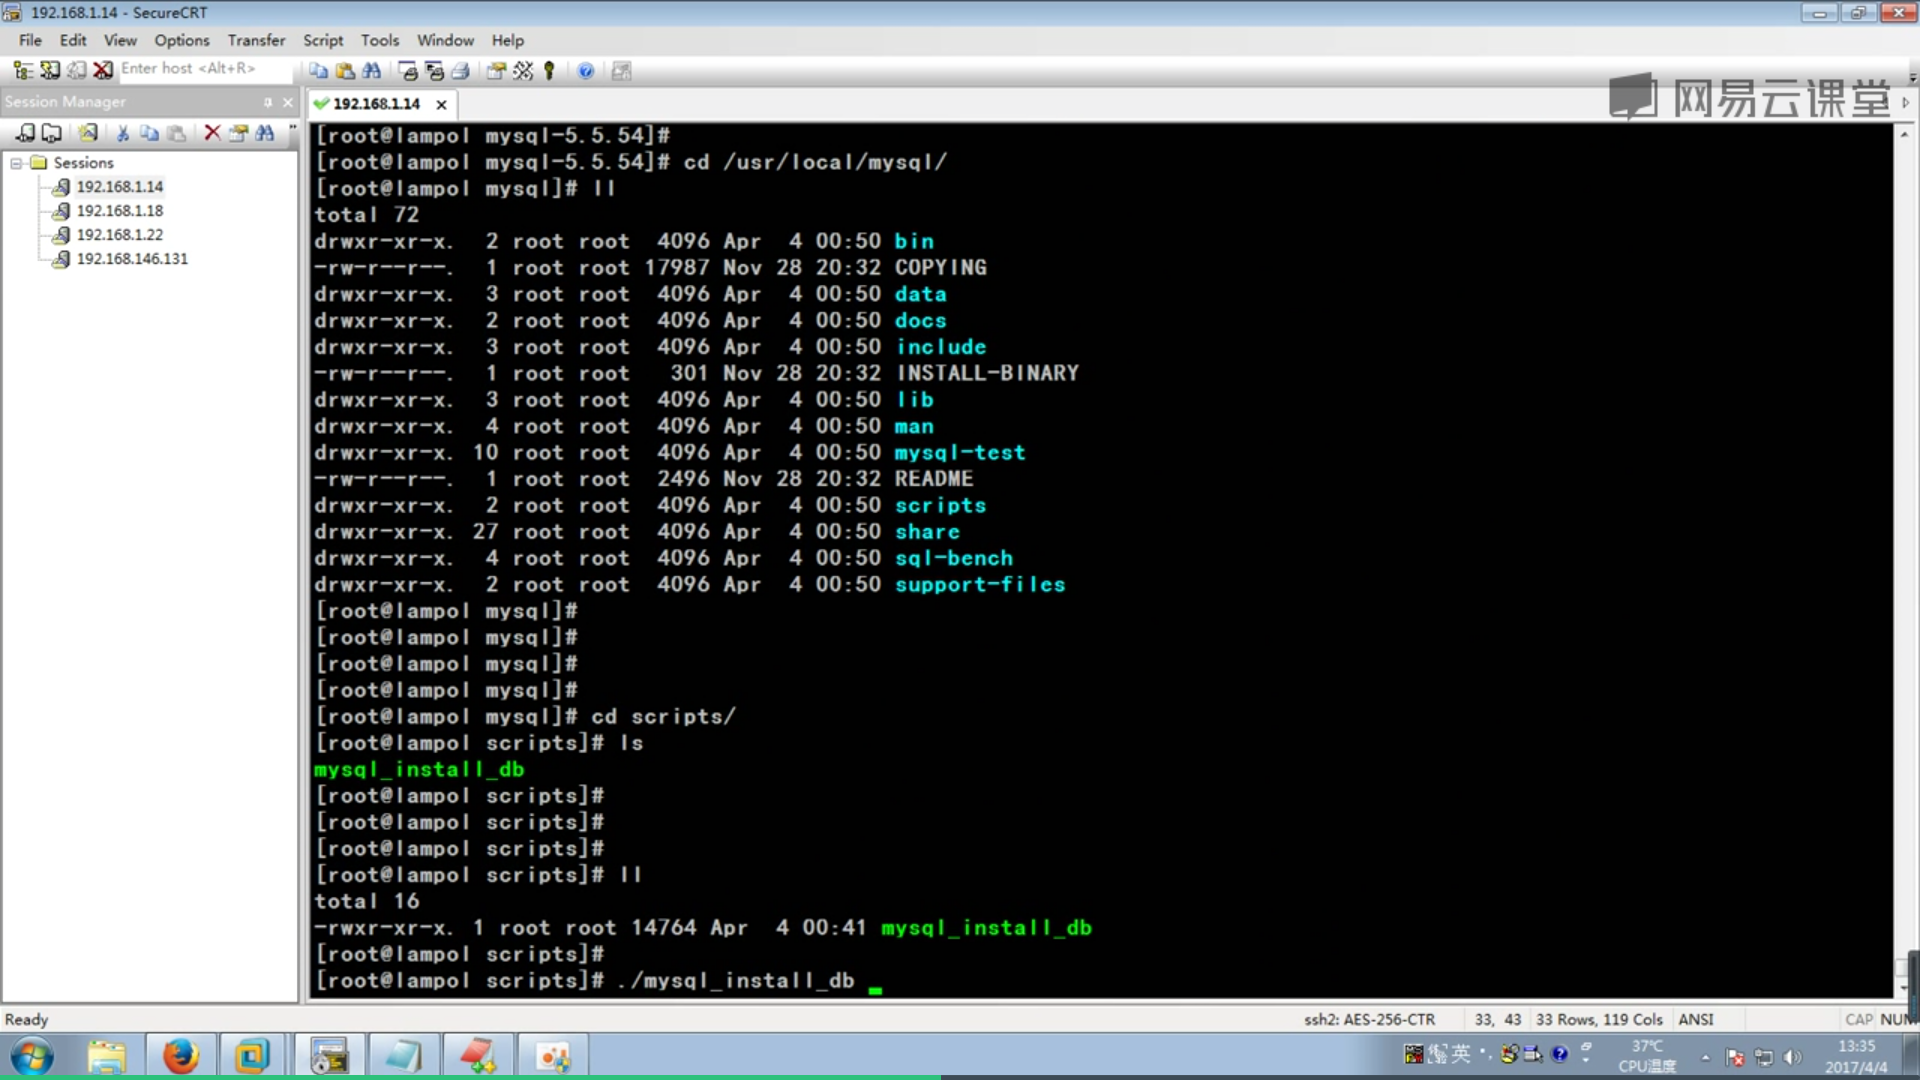 192.168.1.14 - SecureCRT
File Edit View Options Transfer Script Tools Window Help
Enter host <Alt+R>
网易云课堂
Session Manager
192.168.1.14
Sessions
192.168.1.14
192.168.1.18
192.168.1.22
192.168.146.131
[root@lampol mysql-5.5.54]#
[root@lampol mysql-5.5.54]# cd /usr/local/mysql/
[root@lampol mysql]# ll
total 72
drwxr-xr-x.  2 root root  4096 Apr  4 00:50 bin
-rw-r--r--.  1 root root 17987 Nov 28 20:32 COPYING
drwxr-xr-x.  3 root root  4096 Apr  4 00:50 data
drwxr-xr-x.  2 root root  4096 Apr  4 00:50 docs
drwxr-xr-x.  3 root root  4096 Apr  4 00:50 include
-rw-r--r--.  1 root root   301 Nov 28 20:32 INSTALL-BINARY
drwxr-xr-x.  3 root root  4096 Apr  4 00:50 lib
drwxr-xr-x.  4 root root  4096 Apr  4 00:50 man
drwxr-xr-x. 10 root root  4096 Apr  4 00:50 mysql-test
-rw-r--r--.  1 root root  2496 Nov 28 20:32 README
drwxr-xr-x.  2 root root  4096 Apr  4 00:50 scripts
drwxr-xr-x. 27 root root  4096 Apr  4 00:50 share
drwxr-xr-x.  4 root root  4096 Apr  4 00:50 sql-bench
drwxr-xr-x.  2 root root  4096 Apr  4 00:50 support-files
[root@lampol mysql]#
[root@lampol mysql]#
[root@lampol mysql]#
[root@lampol mysql]#
[root@lampol mysql]# cd scripts/
[root@lampol scripts]# ls
mysql_install_db
[root@lampol scripts]#
[root@lampol scripts]#
[root@lampol scripts]#
[root@lampol scripts]# ll
total 16
-rwxr-xr-x. 1 root root 14764 Apr  4 00:41 mysql_install_db
[root@lampol scripts]#
[root@lampol scripts]# ./mysql_install_db
Ready ssh2: AES-256-CTR 33, 43 33 Rows, 119 Cols ANSI CAP NUM
英 37℃ 13:35
CPU温度 2017/4/4